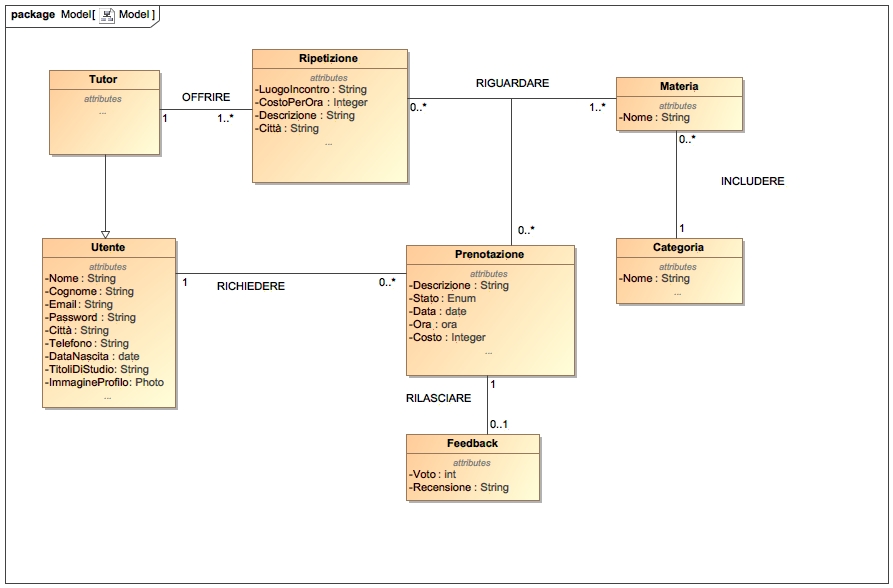 package Model[ Model ]
Tutor
attributes
...
OFFRIRE
1
1..*
Ripetizione
attributes
-LuogoIncontro : String
-CostoPerOra : Integer
-Descrizione : String
-Città : String
...
RIGUARDARE
0..*
1..*
0..*
Materia
attributes
-Nome : String
0..*
INCLUDERE
1
Categoria
attributes
-Nome : String
...
Utente
attributes
-Nome : String
-Cognome : String
-Email : String
-Password : String
-Città : String
-Telefono : String
-DataNascita : date
-TitoliDiStudio: String
-ImmagineProfilo: Photo
...
1
RICHIEDERE
0..*
Prenotazione
attributes
-Descrizione : String
-Stato : Enum
-Data : date
-Ora : ora
-Costo : Integer
...
1
RILASCIARE
0..1
Feedback
attributes
-Voto : int
-Recensione : String